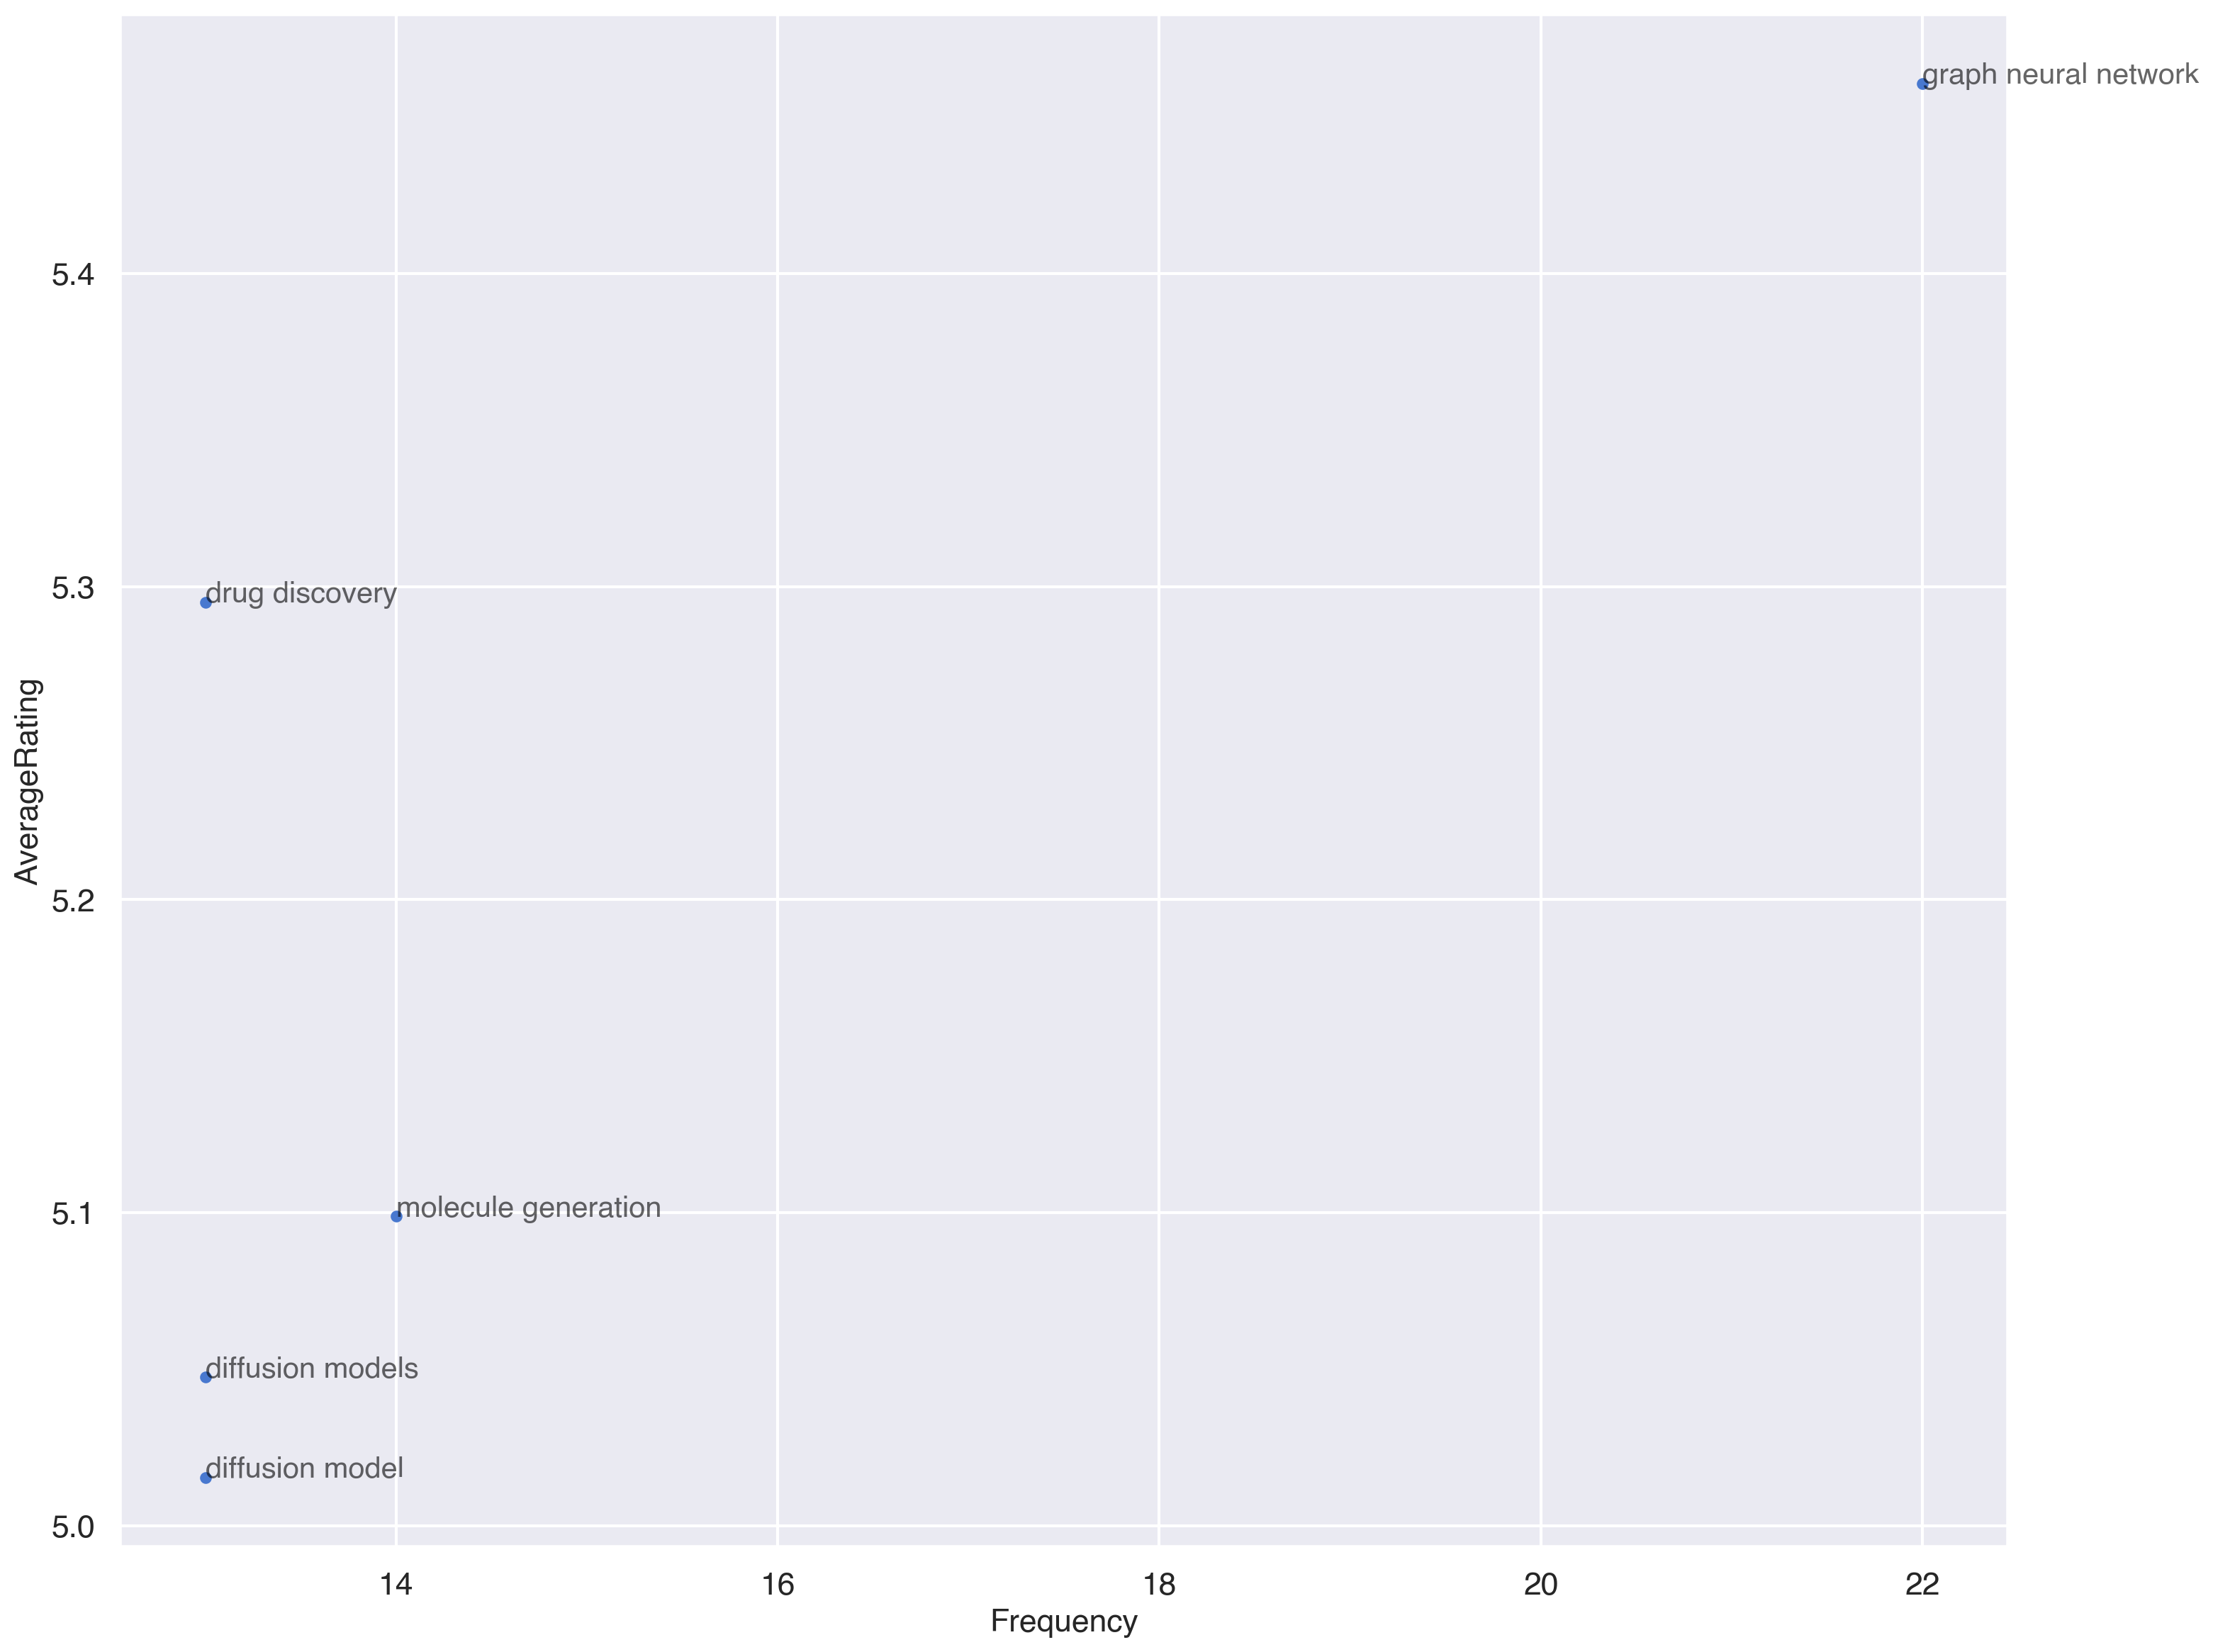 graph neural network
5.4
drug discovery
5.3
AverageRating
5.2
molecule generation
5.1
diffusion models
diffusion model
5.0
14 16 18 20 22
Frequency